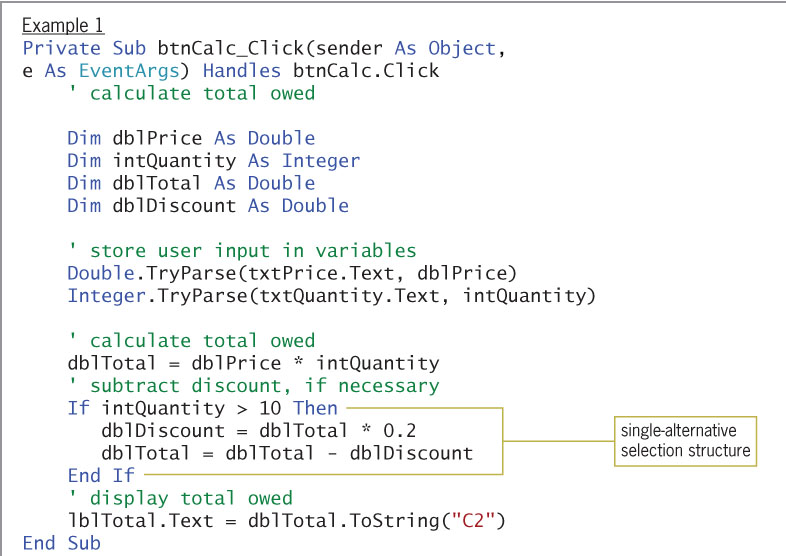 Example 1
Private Sub btnCalc_Click(sender As Object,
e As EventArgs) Handles btnCalc.Click
' calculate total owed
Dim dblPrice As Double
Dim intQuantity As Integer
Dim dblTotal As Double
Dim dblDiscount As Double
' store user input in variables
Double.TryParse(txtPrice.Text, dblPrice)
Integer.TryParse(txtQuantity.Text, intQuantity)
' calculate total owed
dblTotal = dblPrice * intQuantity
' subtract discount, if necessary
If intQuantity > 10 Then
dblDiscount = dblTotal * 0.2
dblTotal = dblTotal - dblDiscount
End If
' display total owed
lblTotal.Text = dblTotal.ToString("C2")
End Sub
single-alternative
selection structure